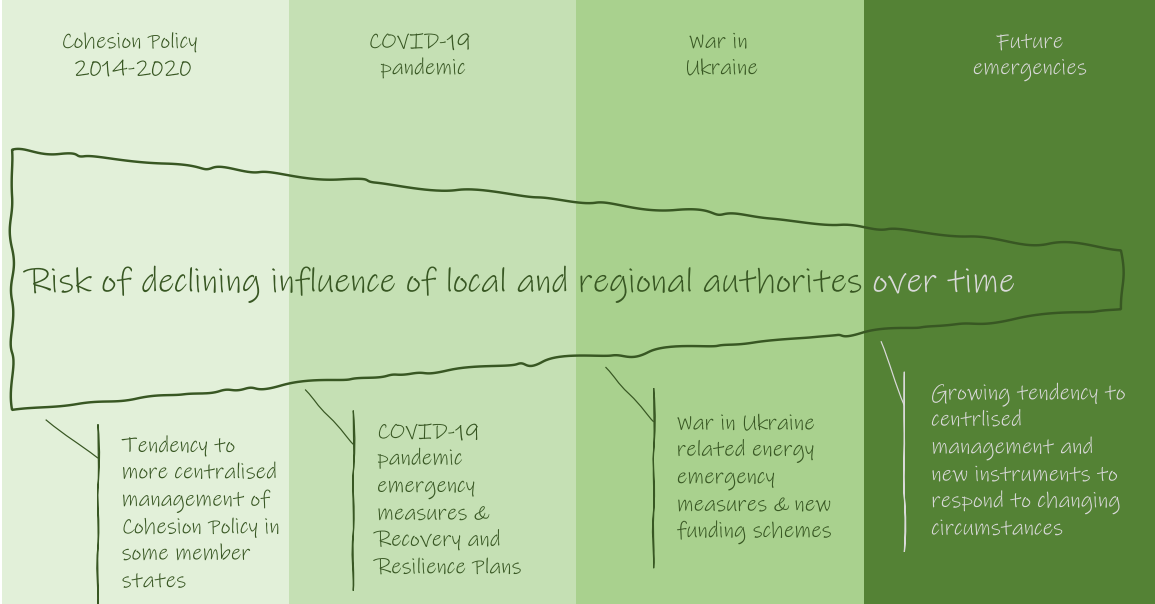 Cohesion Policy
2014-2020
COVID-19
pandemic
War in
Ukraine
Future
emergencies
Risk of declining influence of local and regional authorites over time
Tendency to
more centralised
management of
Cohesion Policy in
some member
states
COVID-19
pandemic
emergency
measures &
Recovery and
Resilience Plans
War in Ukraine
related energy
emergency
measures & new
funding schemes
Growing tendency to
centrlised
management and
new instruments to
respond to changing
circumstances